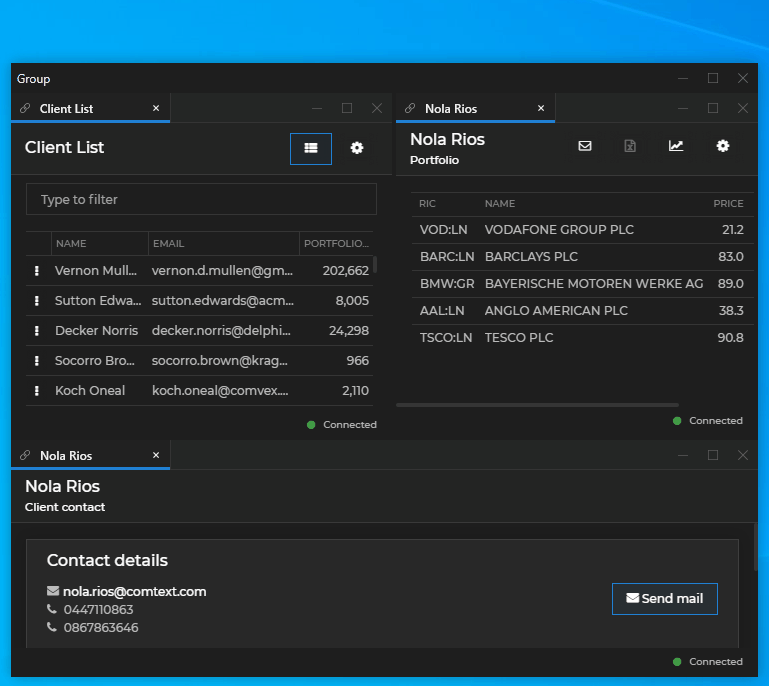 Group
Client List
Client List
Type to filter
NAME EMAIL PORTFOLIO...
Vernon Mull... vernon.d.mullen@gm... 202,662
Sutton Edwa... sutton.edwards@acm... 8,005
Decker Norris decker.norris@delphi... 24,298
Socorro Bro... socorro.brown@krag... 966
Koch Oneal koch.oneal@comvex.... 2,110
Connected
Nola Rios
Nola Rios
Portfolio
RIC NAME PRICE
VOD:LN VODAFONE GROUP PLC 21.2
BARC:LN BARCLAYS PLC 83.0
BMW:GR BAYERISCHE MOTOREN WERKE AG 89.0
AAL:LN ANGLO AMERICAN PLC 38.3
TSCO:LN TESCO PLC 90.8
Connected
Nola Rios
Nola Rios
Client contact
Contact details
nola.rios@comtext.com
0447110863
0867863646
Send mail
Connected